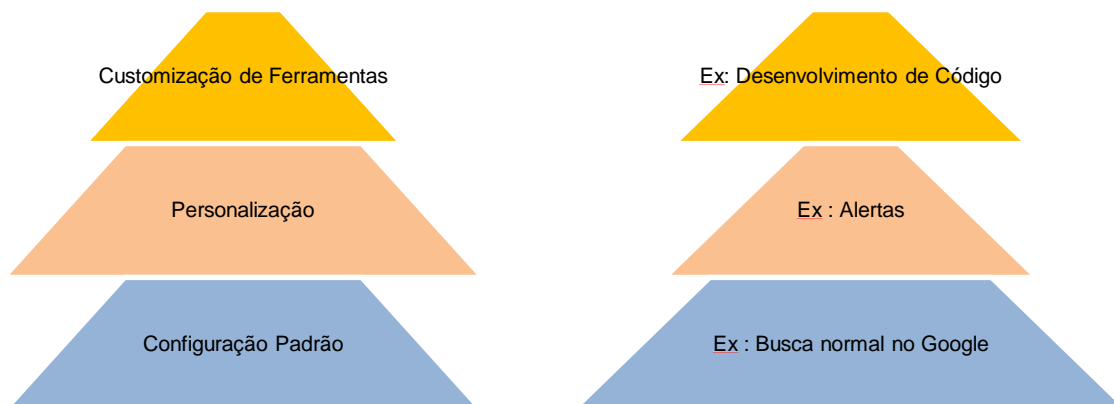 Customização de Ferramentas
Ex: Desenvolvimento de Código
Personalização
Ex : Alertas
Configuração Padrão
Ex : Busca normal no Google